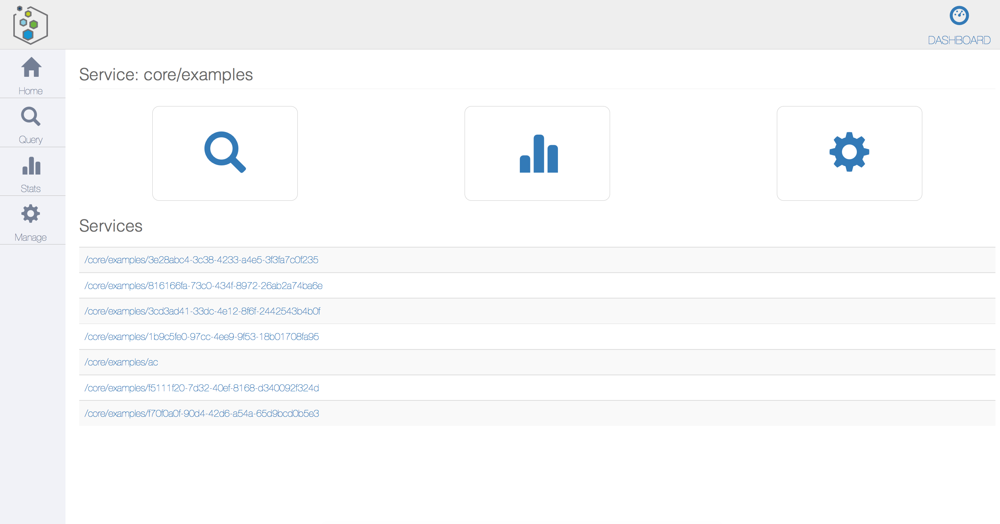 DASHBOARD
Home
Query
Stats
Manage
Service: core/examples
Services
/core/examples/3e28abc4-3c38-4233-a4e5-3f3fa7c0f235
/core/examples/816166fa-73c0-434f-8972-26ab2a74ba6e
/core/examples/3cd3ad41-33dc-4e12-8f6f-2442543b4b0f
/core/examples/1b9c5fe0-97cc-4ee9-9f53-18b01708fa95
/core/examples/ac
/core/examples/f5111f20-7d32-40ef-8168-d340092f324d
/core/examples/f70f0a0f-90d4-42d6-a54a-65d9bcd0b5e3